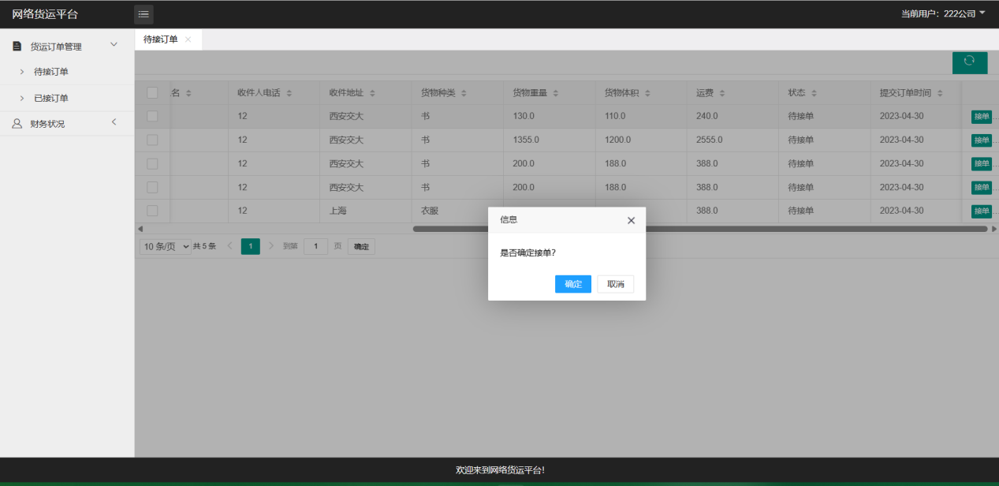 网络货运平台
当前用户：222公司
货运订单管理
待接订单
已接订单
财务状况
待接订单
名 收件人电话 收件地址 货物种类 货物重量 货物体积 运费 状态 提交订单时间
12 西安交大 书 130.0 110.0 240.0 待接单 2023-04-30 接单
12 西安交大 书 1355.0 1200.0 2555.0 待接单 2023-04-30 接单
12 西安交大 书 200.0 188.0 388.0 待接单 2023-04-30 接单
12 西安交大 书 200.0 188.0 388.0 待接单 2023-04-30 接单
12 上海 衣服 388.0 待接单 2023-04-30 接单
10 条/页 共 5 条 1 到第 1 页 确定
信息
是否确定接单?
确定 取消
欢迎来到网络货运平台!